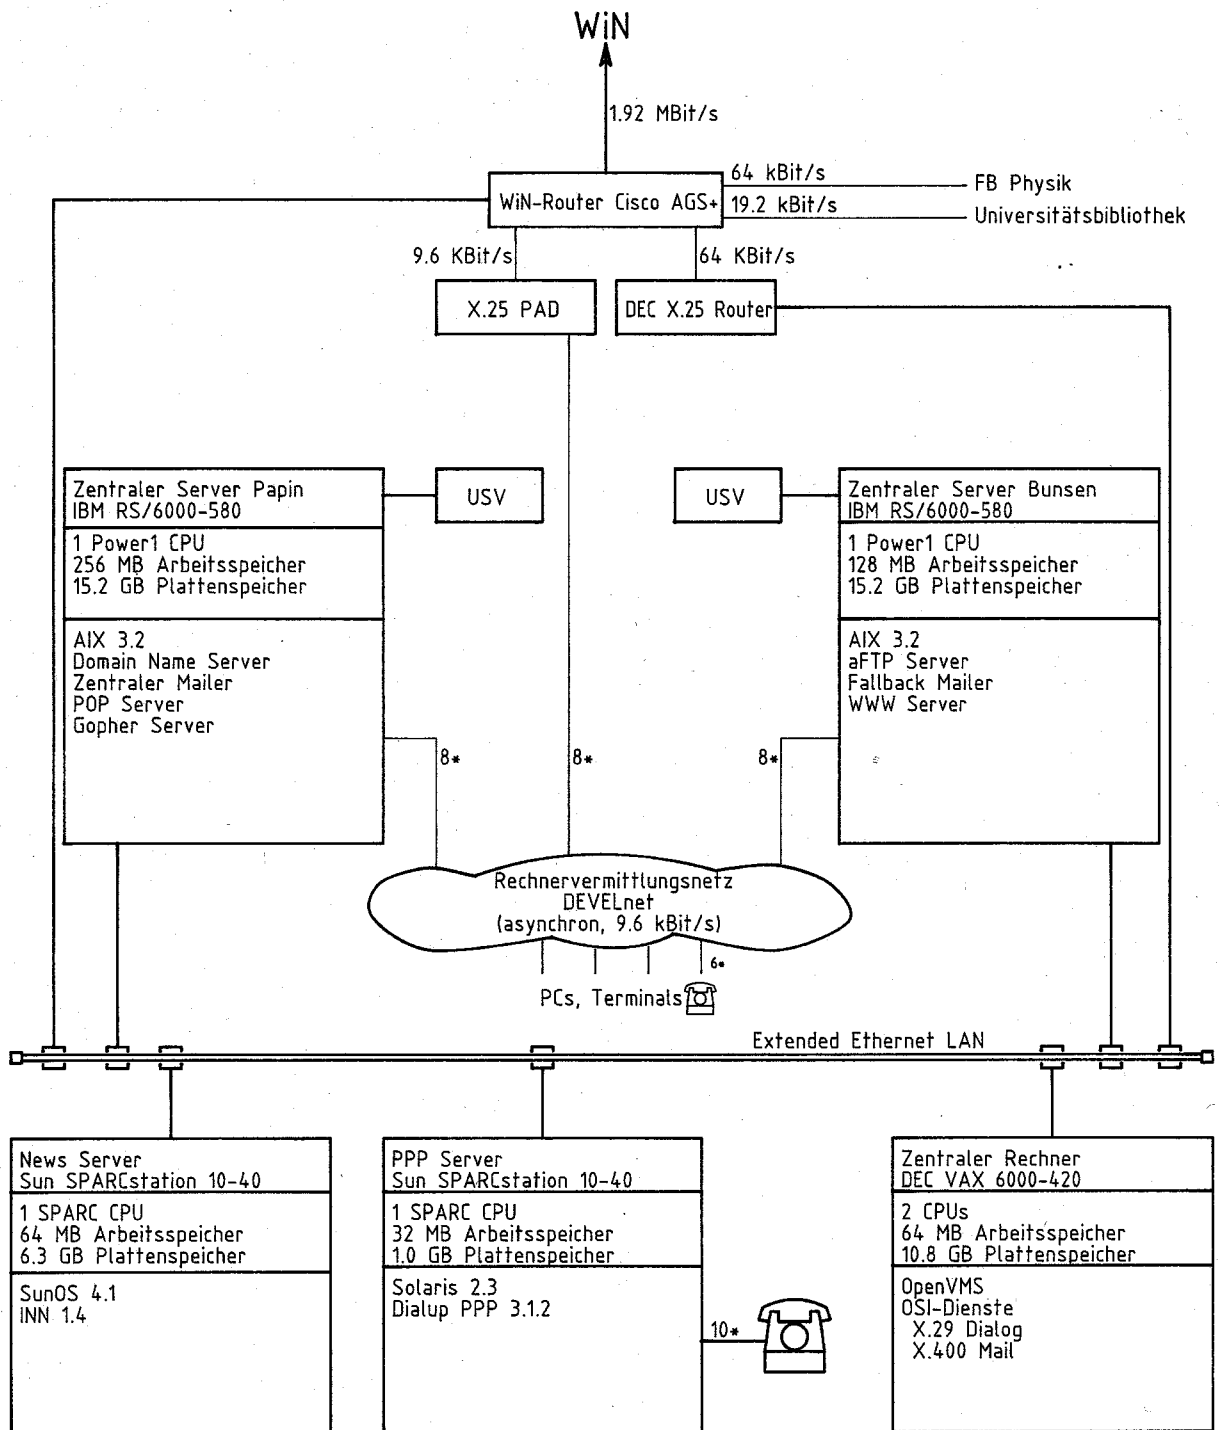 WiN
1.92 MBit/s
WiN-Router Cisco AGS+
64 kBit/s
FB Physik
19.2 kBit/s
Universitätsbibliothek
9.6 KBit/s
64 KBit/s
X.25 PAD
DEC X.25 Router
Zentraler Server Papin
IBM RS/6000-580
1 Power1 CPU
256 MB Arbeitsspeicher
15.2 GB Plattenspeicher
AIX 3.2
Domain Name Server
Zentraler Mailer
POP Server
Gopher Server
USV
USV
Zentraler Server Bunsen
IBM RS/6000-580
1 Power1 CPU
128 MB Arbeitsspeicher
15.2 GB Plattenspeicher
AIX 3.2
aFTP Server
Fallback Mailer
WWW Server
8*
8*
8*
Rechnervermittlungsnetz
DEVELnet
(asynchron, 9.6 kBit/s)
6*
PCs, Terminals
Extended Ethernet LAN
News Server
Sun SPARCstation 10-40
1 SPARC CPU
64 MB Arbeitsspeicher
6.3 GB Plattenspeicher
SunOS 4.1
INN 1.4
PPP Server
Sun SPARCstation 10-40
1 SPARC CPU
32 MB Arbeitsspeicher
1.0 GB Plattenspeicher
Solaris 2.3
Dialup PPP 3.1.2
10*
Zentraler Rechner
DEC VAX 6000-420
2 CPUs
64 MB Arbeitsspeicher
10.8 GB Plattenspeicher
OpenVMS
OSI-Dienste
X.29 Dialog
X.400 Mail